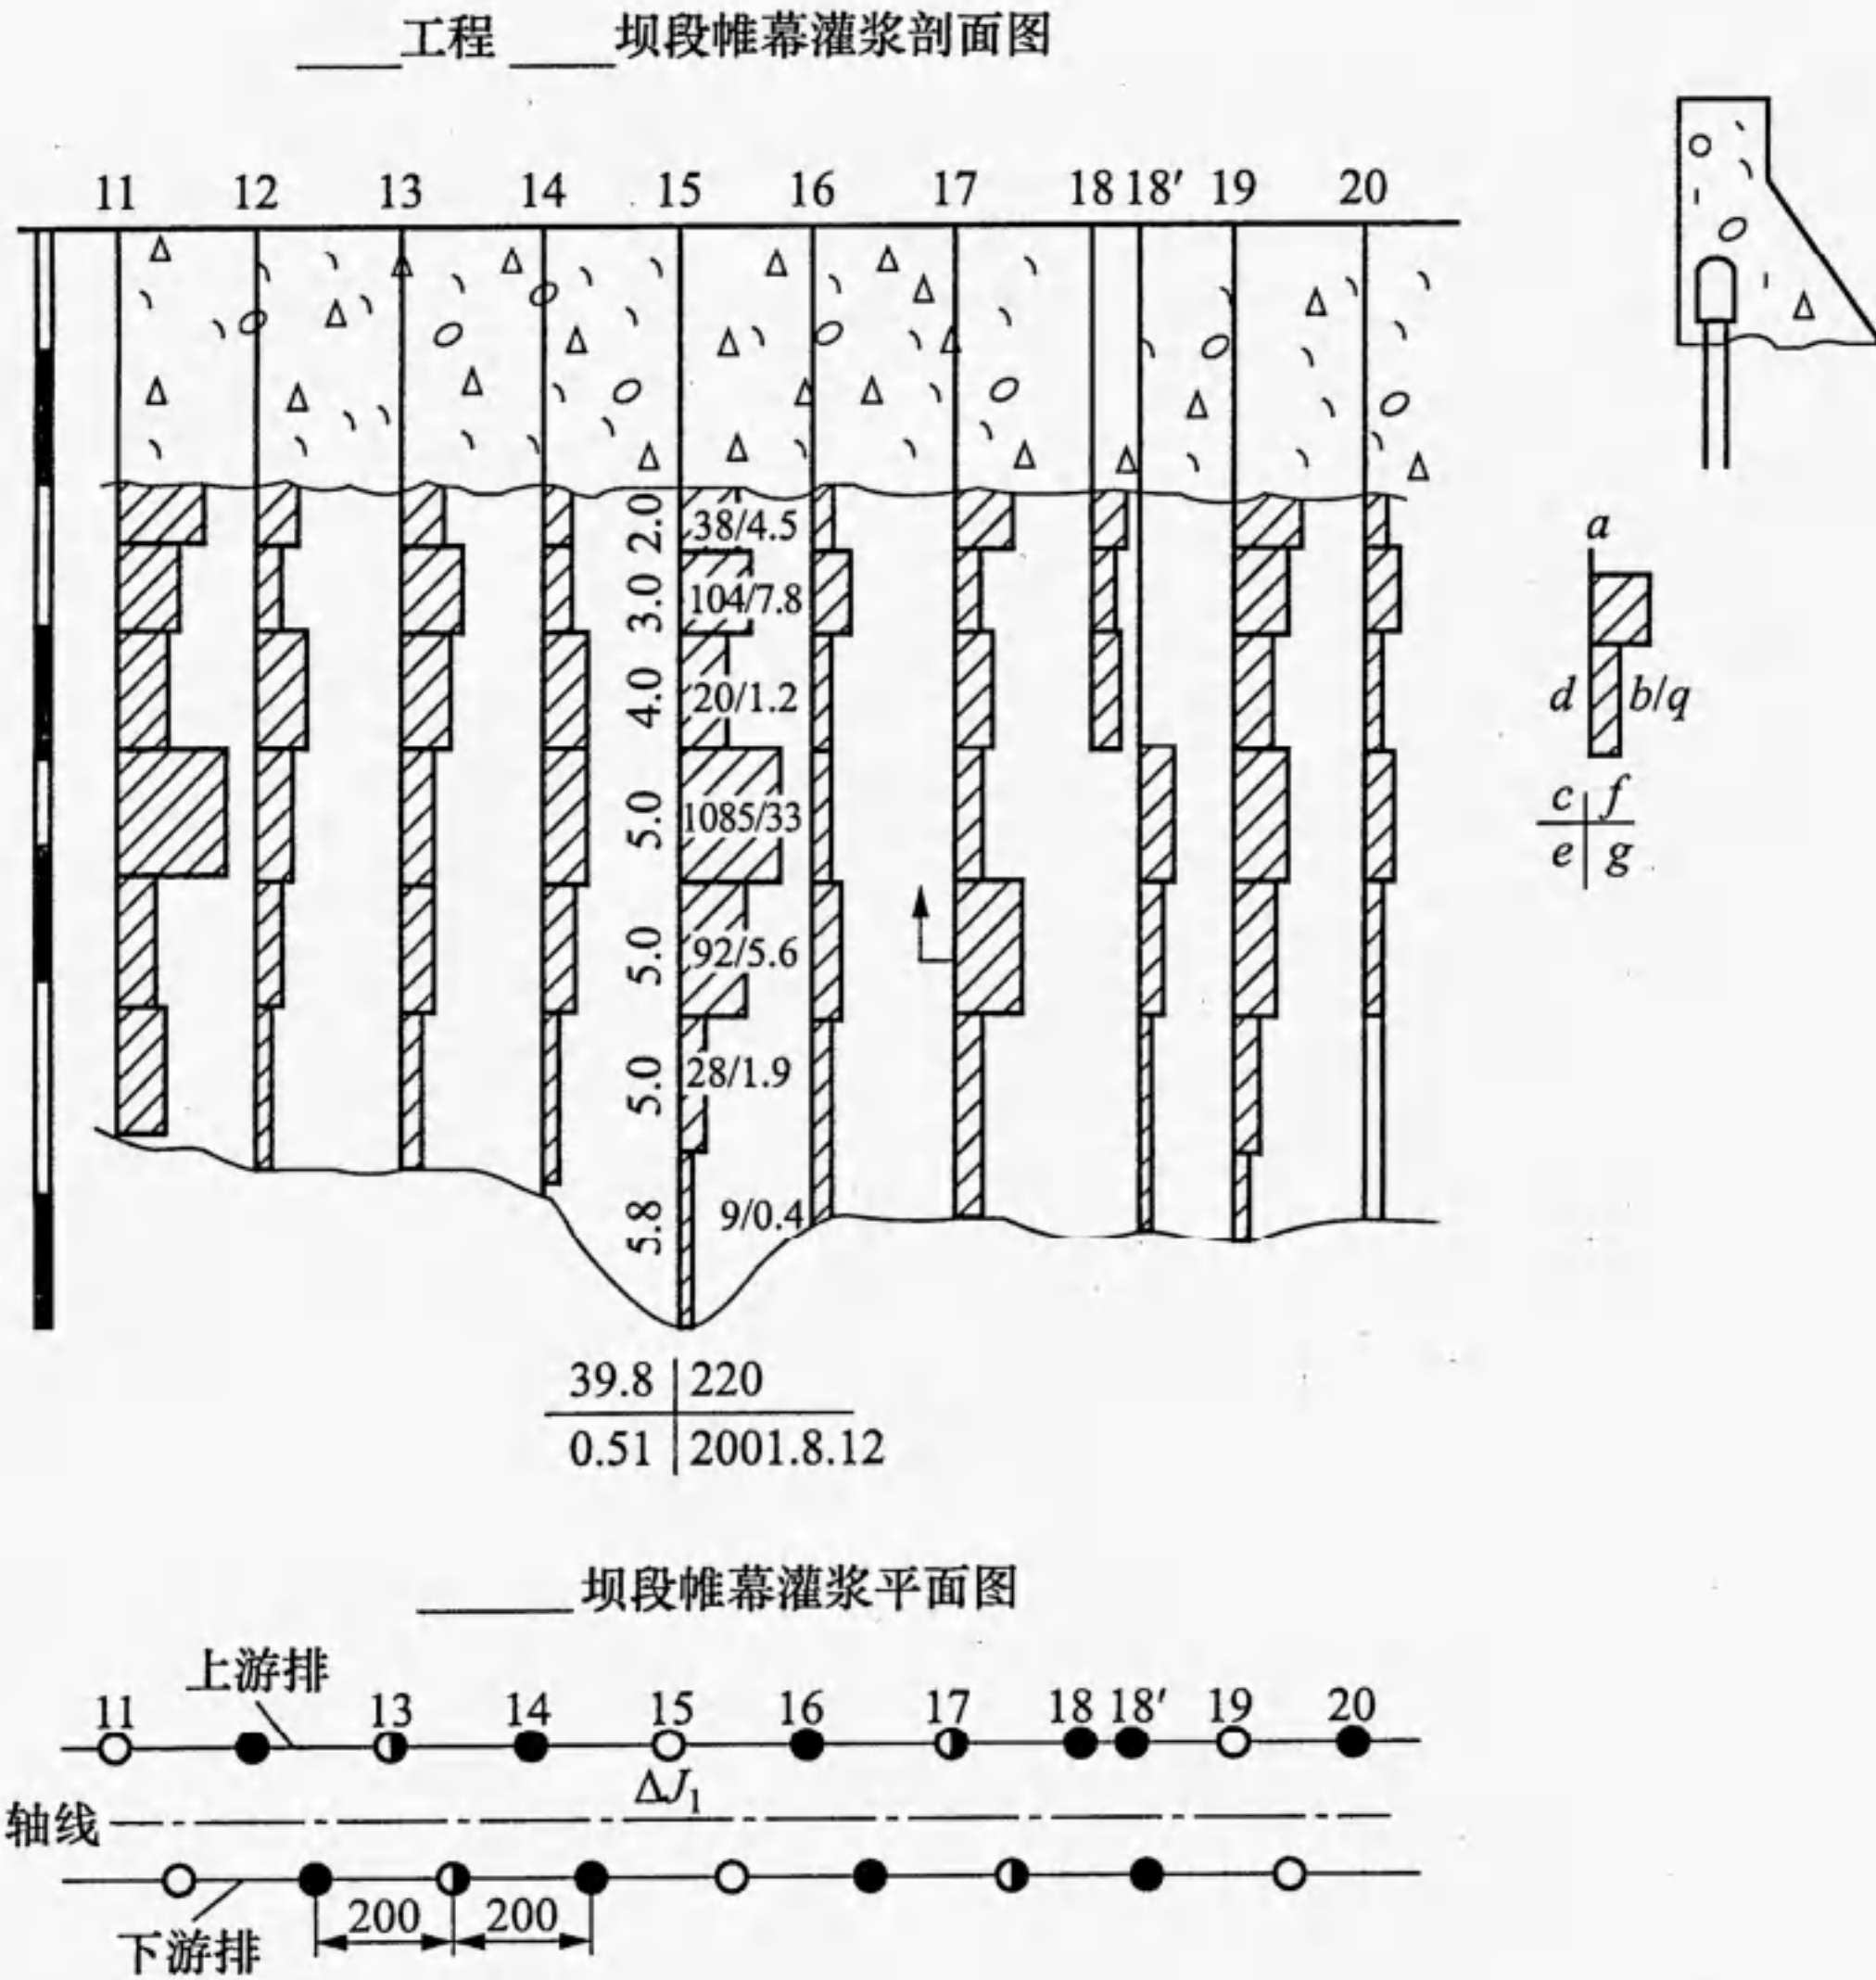 ____工程 ____坝段帷幕灌浆剖面图
11 12 13 14 15 16 17 18 18′ 19 20
2.0 38/4.5
3.0 104/7.8
4.0 20/1.2
5.0 1085/33
5.0 92/5.6
5.0 28/1.9
5.8 9/0.4
39.8 220
0.51 2001.8.12
a
d b/q
c f
e g
____坝段帷幕灌浆平面图
上游排
11 13 14 15 16 17 18 18′ 19 20
ΔJ₁
轴线
200 200
下游排